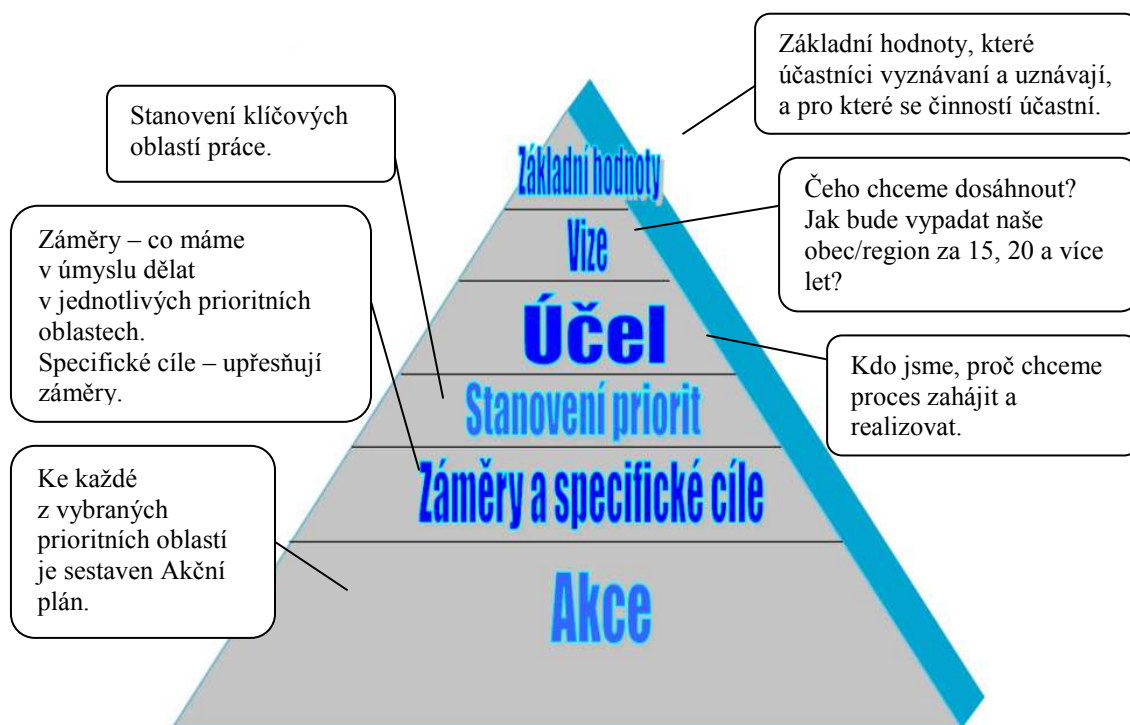 Základní hodnoty, které
účastníci vyznávaní a uznávají,
a pro které se činností účastní.
Stanovení klíčových
oblastí práce.
Základní hodnoty
Čeho chceme dosáhnout?
Jak bude vypadat naše
obec/region za 15, 20 a více
let?
Vize
Záměry – co máme
v úmyslu dělat
v jednotlivých prioritních
oblastech.
Specifické cíle – upřesňují
záměry.
Účel
Kdo jsme, proč chceme
proces zahájit a
realizovat.
Stanovení priorit
Záměry a specifické cíle
Ke každé
z vybraných
prioritních oblastí
je sestaven Akční
plán.
Akce